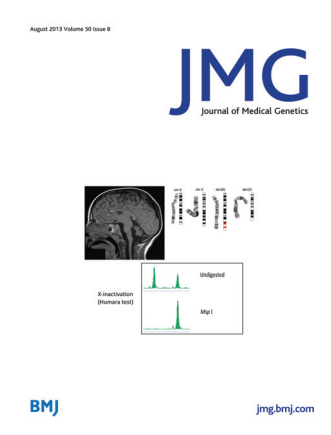 August 2013 Volume 50 Issue 8
JMG
Journal of Medical Genetics
Undigested
X-inactivation
(Humara test)
Msp I
BMJ
jmg.bmj.com